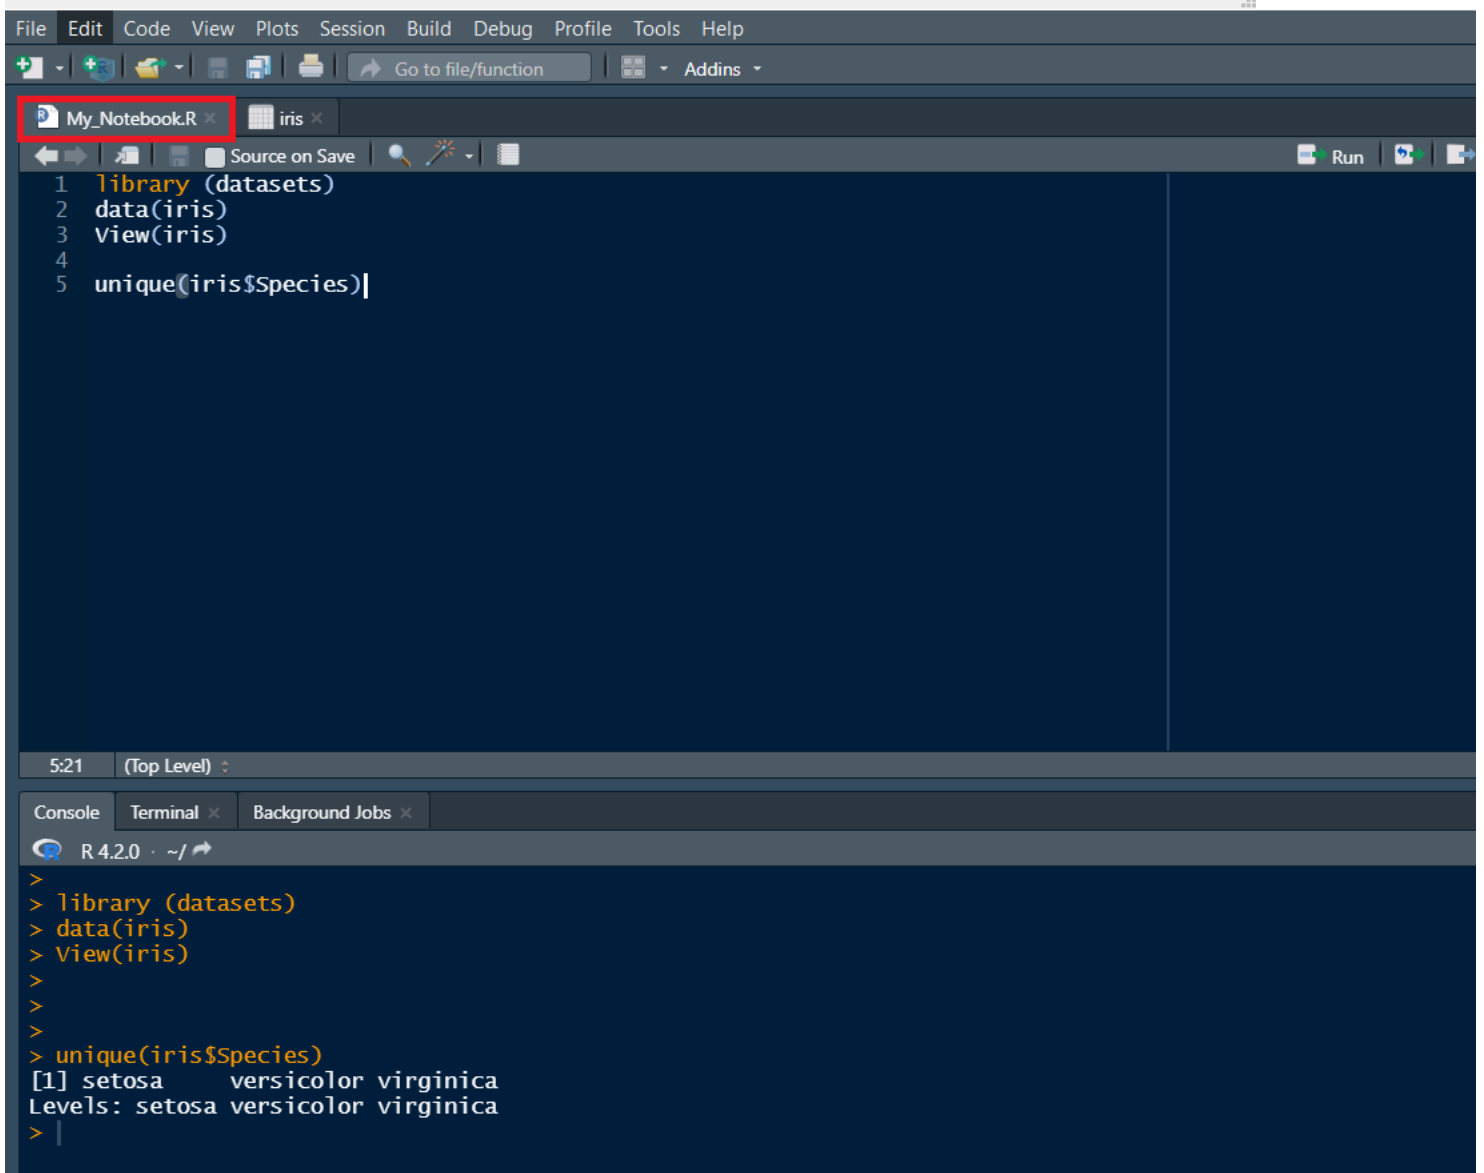 File Edit Code View Plots Session Build Debug Profile Tools Help
Go to file/function Addins
My_Notebook.R iris
Source on Save Run
1 library (datasets)
2 data(iris)
3 View(iris)
4
5 unique(iris$Species)
5:21 (Top Level)
Console Terminal Background Jobs
R R 4.2.0 · ~/
>
> library (datasets)
> data(iris)
> View(iris)
>
>
>
> unique(iris$Species)
[1] setosa     versicolor virginica
Levels: setosa versicolor virginica
>